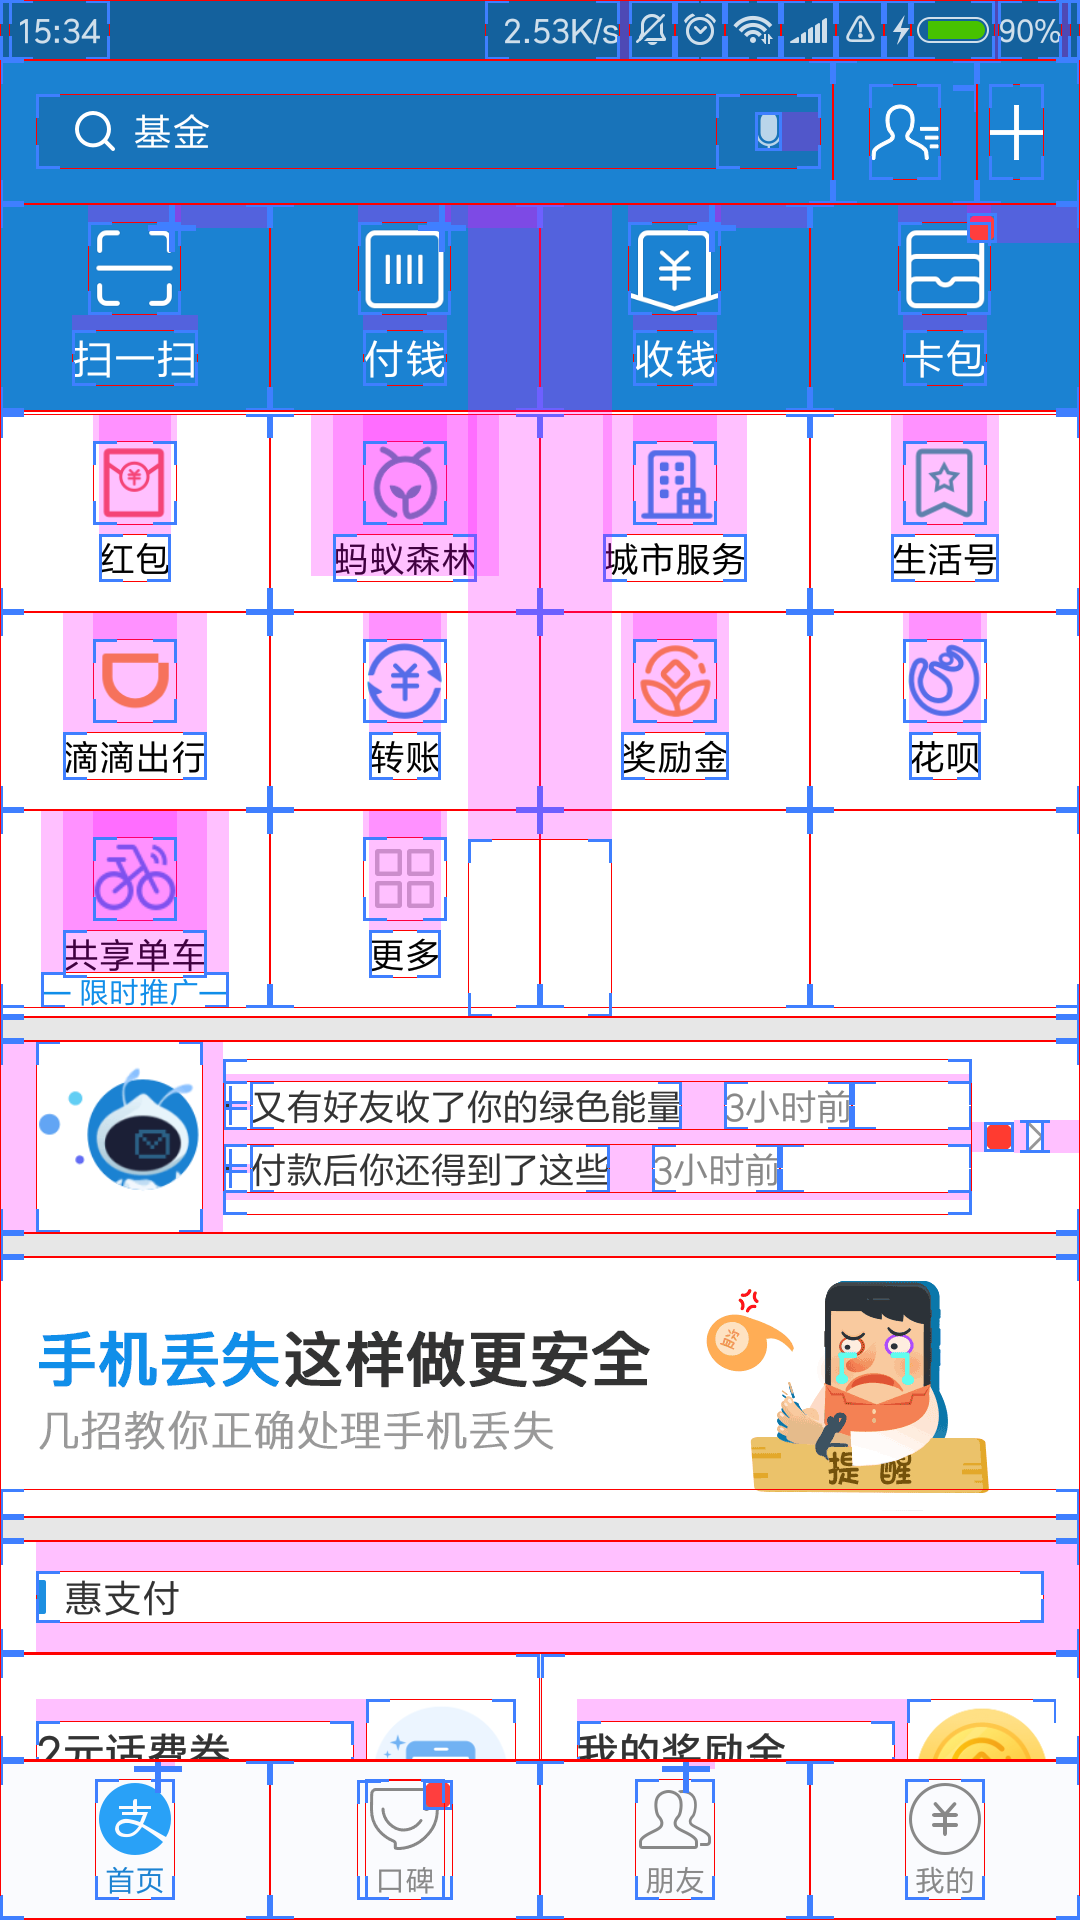 15:34 2.53K/s 90%
基金
扫一扫 付钱 收钱 卡包
红包 蚂蚁森林 城市服务 生活号
滴滴出行 转账 奖励金 花呗
共享单车 更多
限时推广
又有好友收了你的绿色能量 3小时前
付款后你还得到了这些 3小时前
手机丢失这样做更安全
几招教你正确处理手机丢失
盗
提醒
惠支付
2元话费券 我的奖励金
首页 口碑 朋友 我的